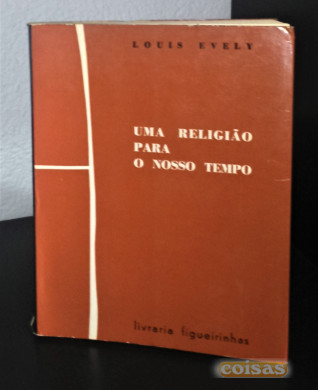 LOUIS EVELY
UMA RELIGIÃO
PARA
O NOSSO TEMPO
livraria figueirinhas
coisas